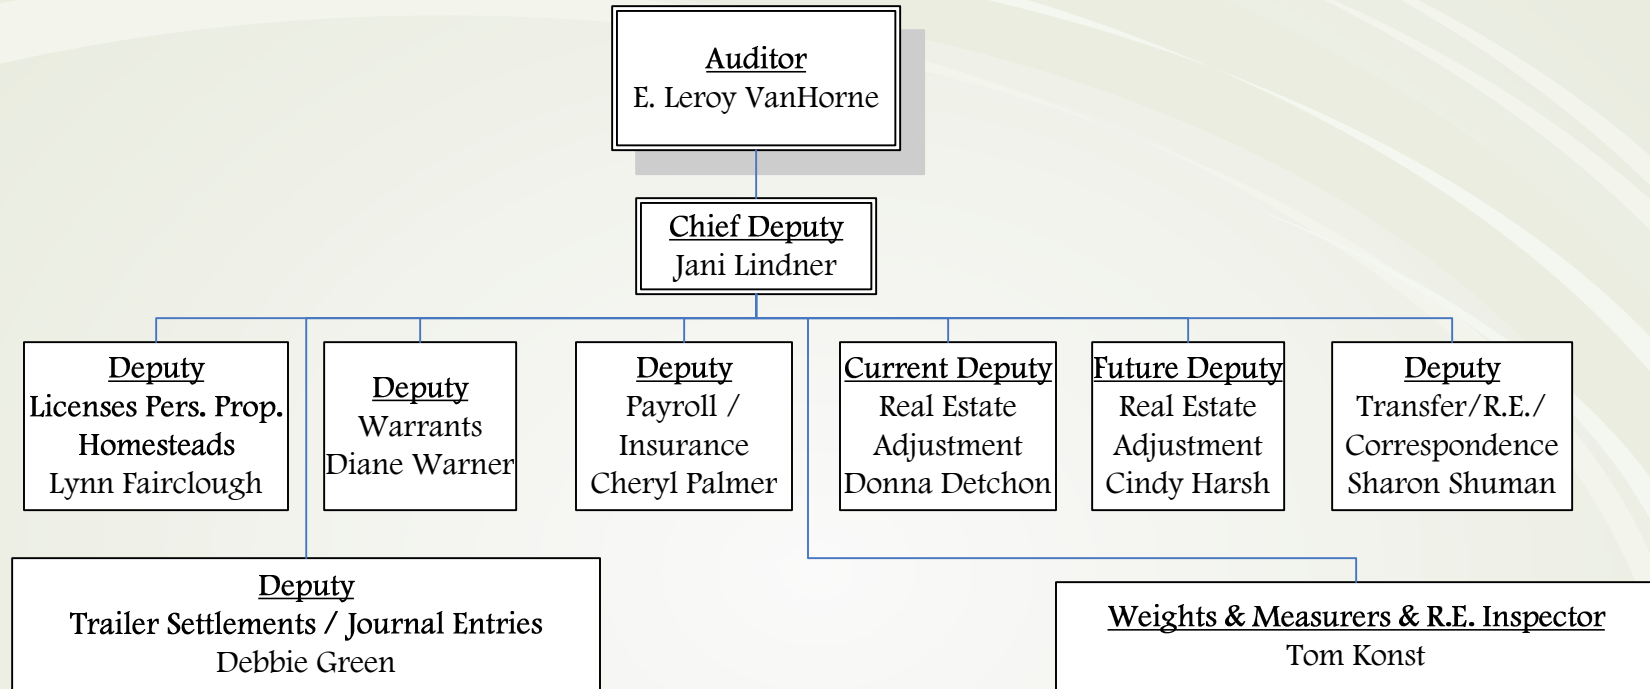 Auditor
E. Leroy VanHorne
Chief Deputy
Jani Lindner
Deputy
Licenses Pers. Prop.
Homesteads
Lynn Fairclough
Deputy
Warrants
Diane Warner
Deputy
Payroll /
Insurance
Cheryl Palmer
Current Deputy
Real Estate
Adjustment
Donna Detchon
Future Deputy
Real Estate
Adjustment
Cindy Harsh
Deputy
Transfer/R.E./
Correspondence
Sharon Shuman
Deputy
Trailer Settlements / Journal Entries
Debbie Green
Weights & Measurers & R.E. Inspector
Tom Konst